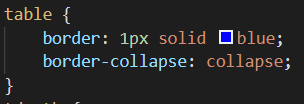 table {
    border: 1px solid blue;
    border-collapse: collapse;
}